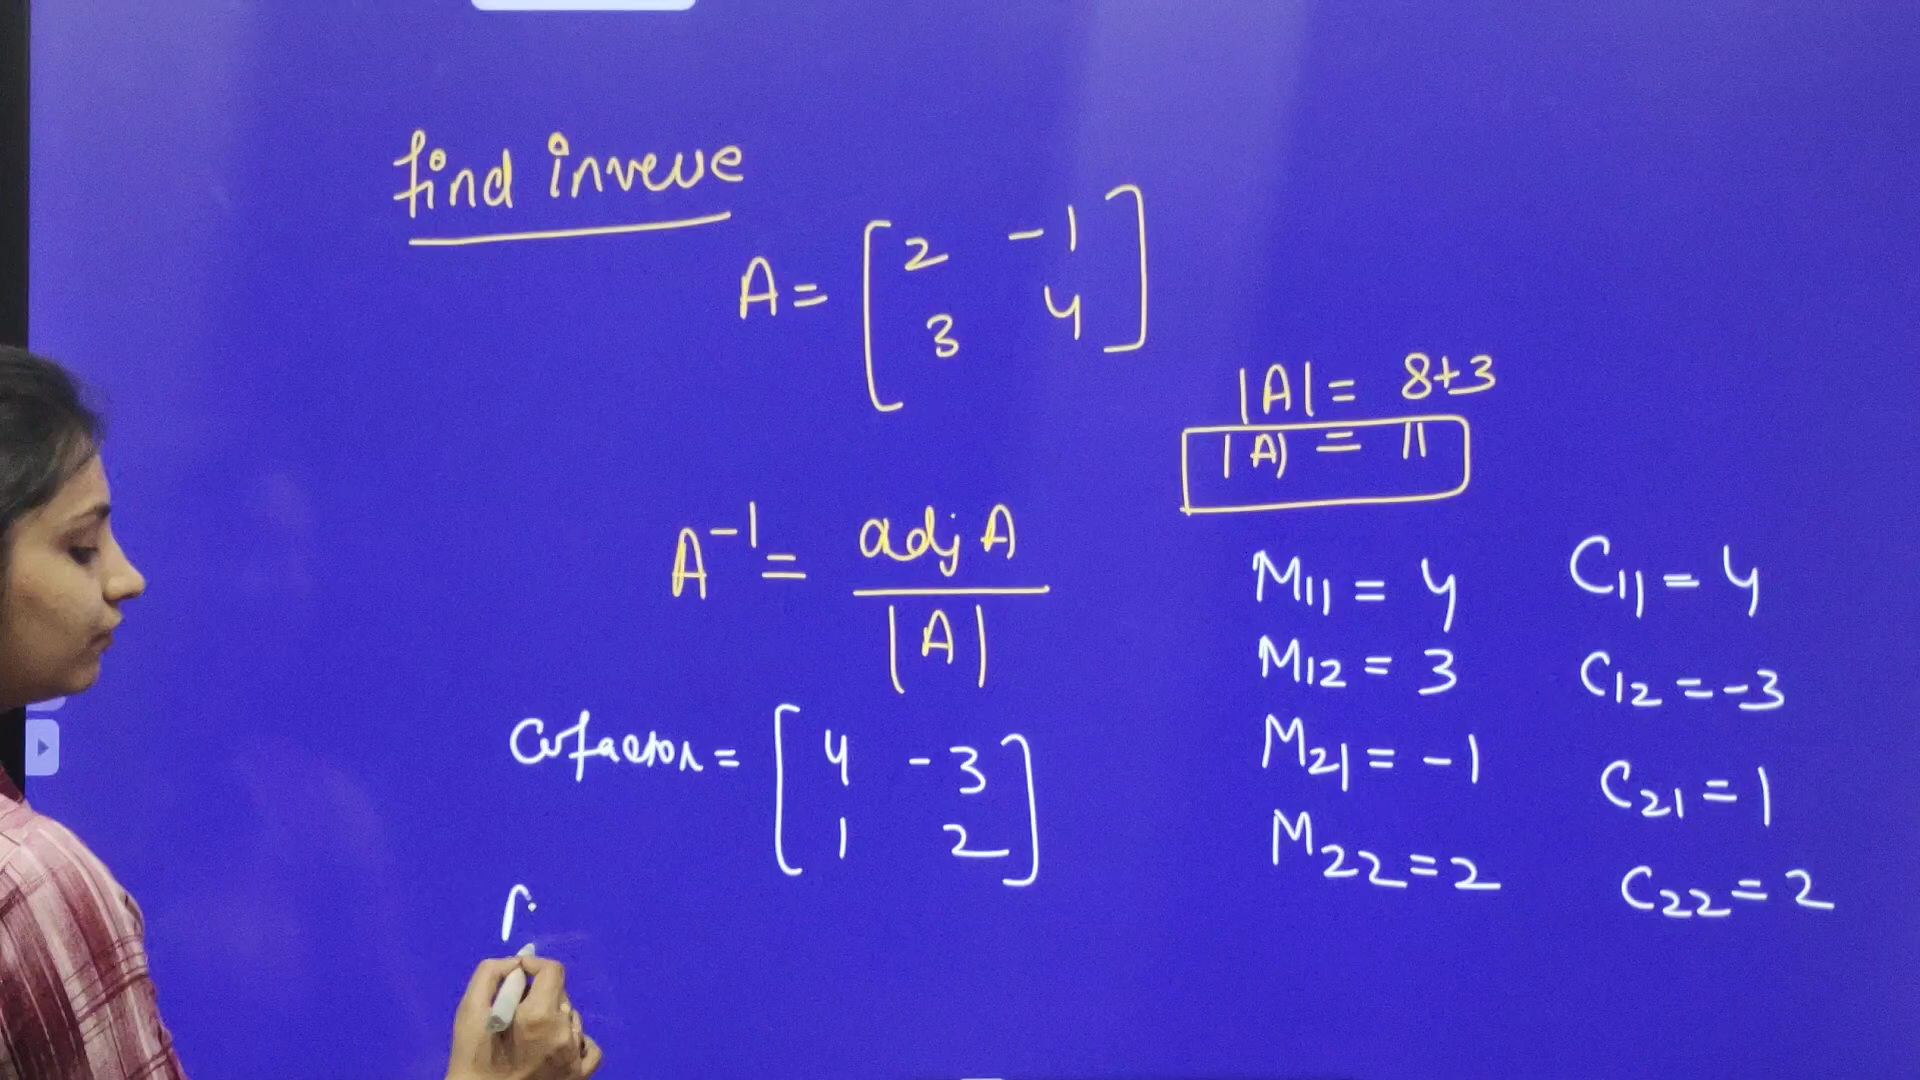 find inverse
A = [ 2 -1
3 4 ]
|A| = 8+3
|A| = 11
A⁻¹ = adj A
|A|
M11 = 4 C11 = 4
M12 = 3 C12 = -3
M21 = -1 C21 = 1
M22 = 2 C22 = 2
Cofactor = [ 4 -3
1 2 ]